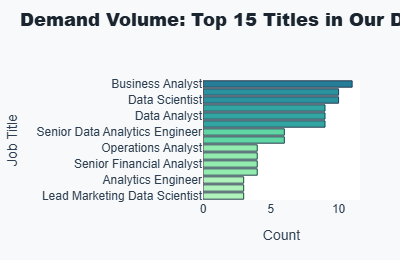 Demand Volume: Top 15 Titles in Our
Business Analyst
Data Scientist
Data Analyst
Senior Data Analytics Engineer
Operations Analyst
Senior Financial Analyst
Analytics Engineer
Lead Marketing Data Scientist
Job Title
0 5 10
Count